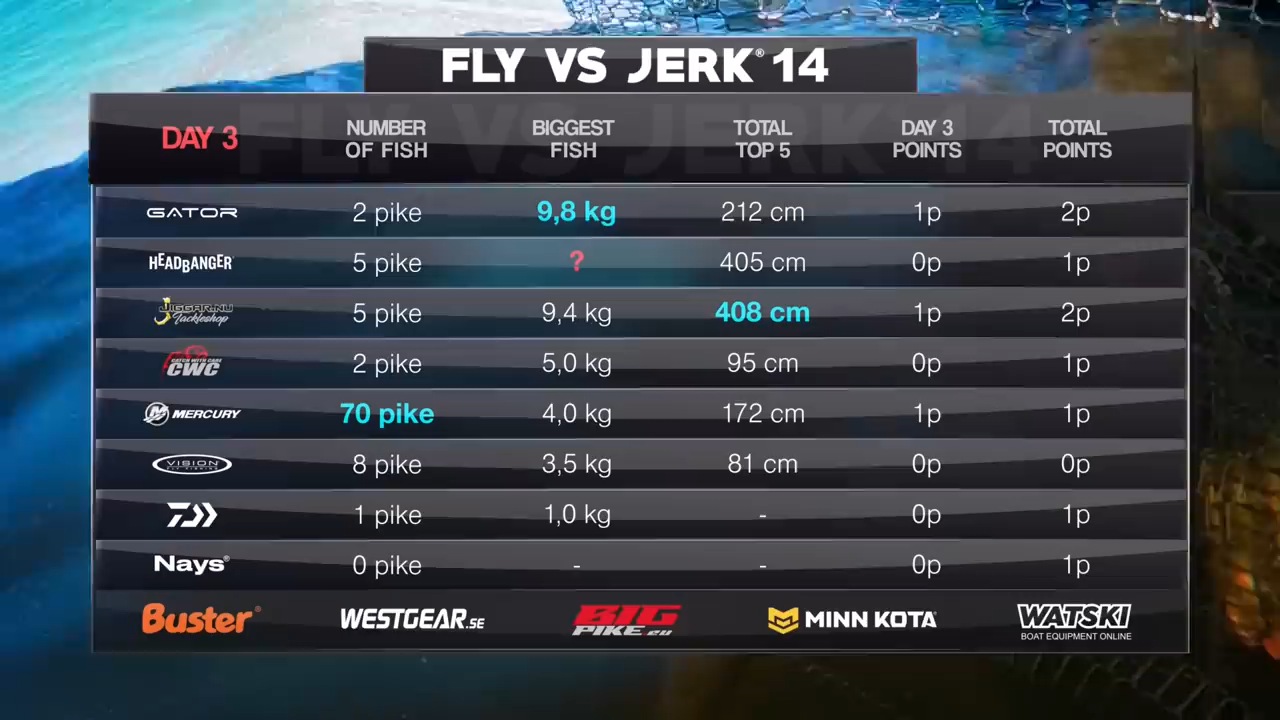 FLY VS JERK® 14
DAY 3
NUMBER OF FISH
BIGGEST FISH
TOTAL TOP 5
DAY 3 POINTS
TOTAL POINTS
GATOR 2 pike 9,8 kg 212 cm 1p 2p
HEADBANGER 5 pike ? 405 cm 0p 1p
JIGGAR.NU Tackleshop 5 pike 9,4 kg 408 cm 1p 2p
CATCH WITH CARE CWC 2 pike 5,0 kg 95 cm 0p 1p
MERCURY 70 pike 4,0 kg 172 cm 1p 1p
VISION FLY FISHING 8 pike 3,5 kg 81 cm 0p 0p
1 pike 1,0 kg - 0p 1p
Nays® 0 pike - - 0p 1p
Buster® WESTGEAR.SE BIG PIKE.EU MINN KOTA WATSKI
BOAT EQUIPMENT ONLINE